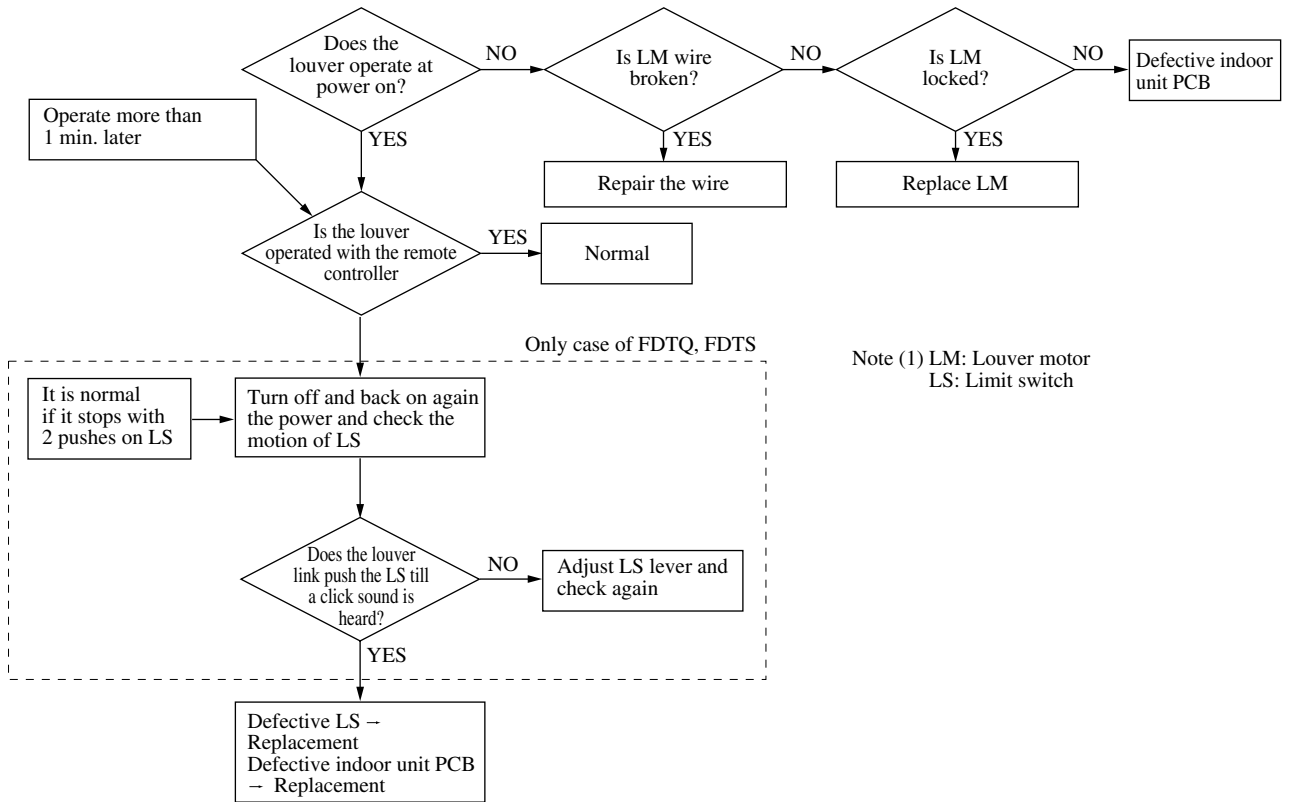 Does the
louver operate at
power on?
NO
Is LM wire
broken?
NO
Is LM
locked?
NO
Defective indoor
unit PCB
Operate more than
1 min. later
YES
YES
YES
Repair the wire
Replace LM
Is the louver
operated with the remote
controller
YES
Normal
Only case of FDTQ, FDTS
Note (1) LM: Louver motor
LS: Limit switch
It is normal
if it stops with
2 pushes on LS
Turn off and back on again
the power and check the
motion of LS
Does the louver
link push the LS till
a click sound is
heard?
NO
Adjust LS lever and
check again
YES
Defective LS →
Replacement
Defective indoor unit PCB
→ Replacement